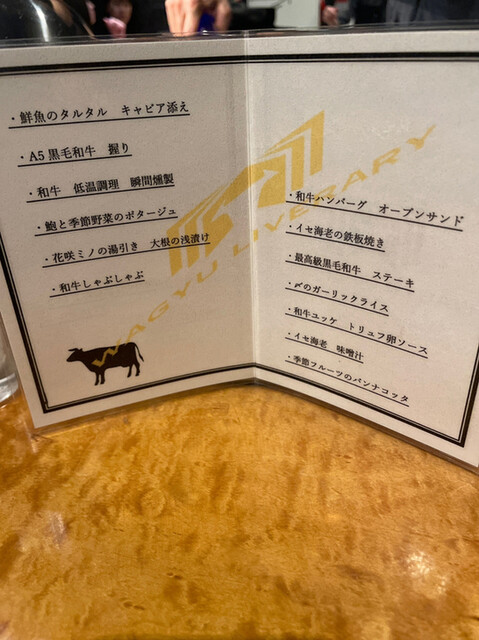 ・鮮魚のタルタル　キャビア添え
・A5黒毛和牛　握り
・和牛　低温調理　瞬間燻製
・鮑と季節野菜のポタージュ
・花咲ミノの湯引き　大根の浅漬け
・和牛しゃぶしゃぶ
・和牛ハンバーグ　オープンサンド
・イセ海老の鉄板焼き
・最高級黒毛和牛　ステーキ
・〆のガーリックライス
・和牛ユッケ　トリュフ卵ソース
・イセ海老　味噌汁
・季節フルーツのパンナコッタ
WAGYU LIVERARY